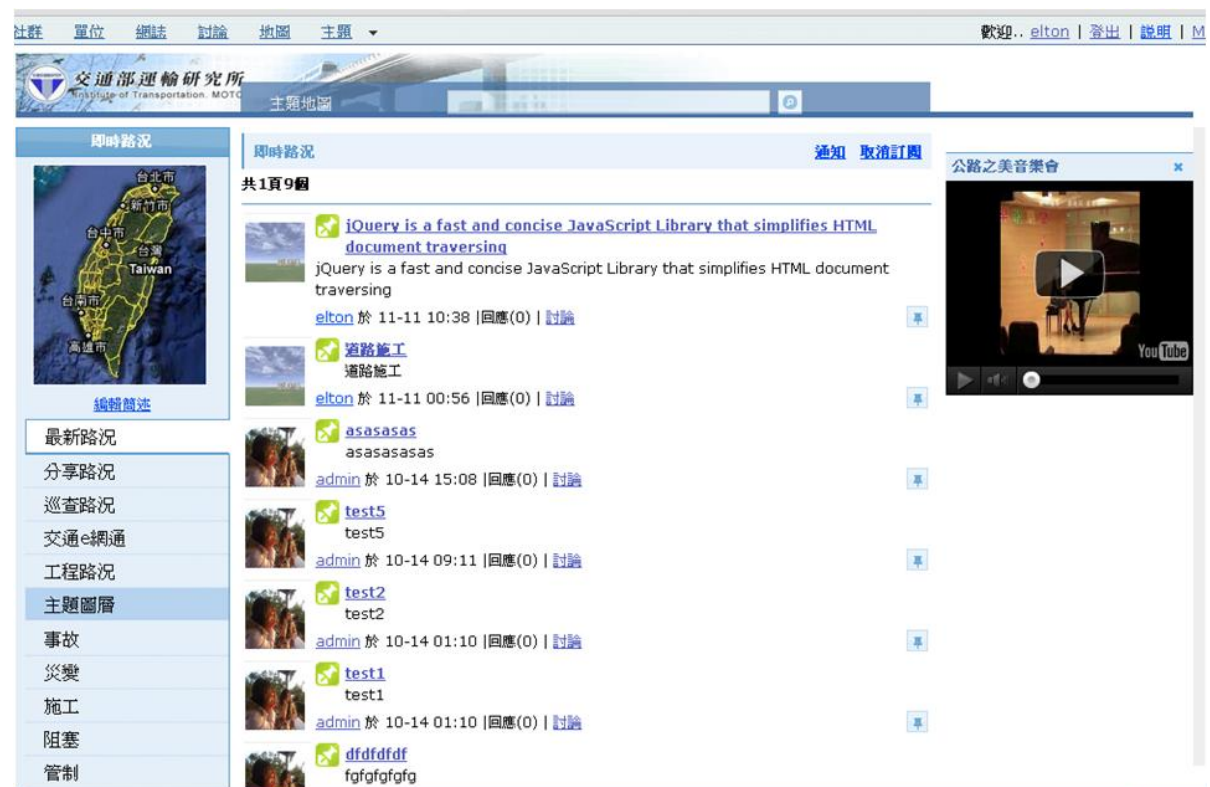 社群 單位 網誌 討論 地圖 主題
歡迎.. elton | 登出 | 說明 | M
交通部運輸研究所
Institute of Transportation. MOTC
主題地圖
即時路況
台北市
新竹市
台中市
台灣
Taiwan
台南市
高雄市
編輯簡述
最新路況
分享路況
巡查路況
交通e網通
工程路況
主題圖層
事故
災變
施工
阻塞
管制
即時路況 通知 取消訂閱
共1頁9個
jQuery is a fast and concise JavaScript Library that simplifies HTML
document traversing
jQuery is a fast and concise JavaScript Library that simplifies HTML document
traversing
elton 於 11-11 10:38 |回應(0) | 討論
道路施工
道路施工
elton 於 11-11 00:56 |回應(0) | 討論
asasasas
asasasasas
admin 於 10-14 15:08 |回應(0) | 討論
test5
test5
admin 於 10-14 09:11 |回應(0) | 討論
test2
test2
admin 於 10-14 01:10 |回應(0) | 討論
test1
test1
admin 於 10-14 01:10 |回應(0) | 討論
dfdfdfdf
fgfgfgfgfg
公路之美音樂會
YouTube